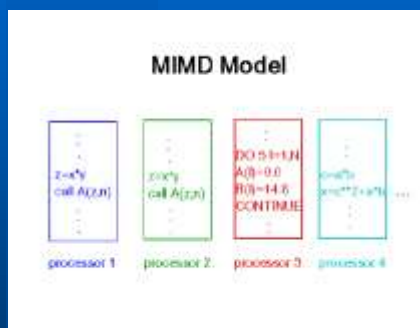 MIMD Model
z=x*y
call A(z,n)
processor 1
z=x*y
call A(z,n)
processor 2
DO 5 I=1,N
A(I)=0.0
B(I)=14.6
CONTINUE
processor 3
processor 4
...